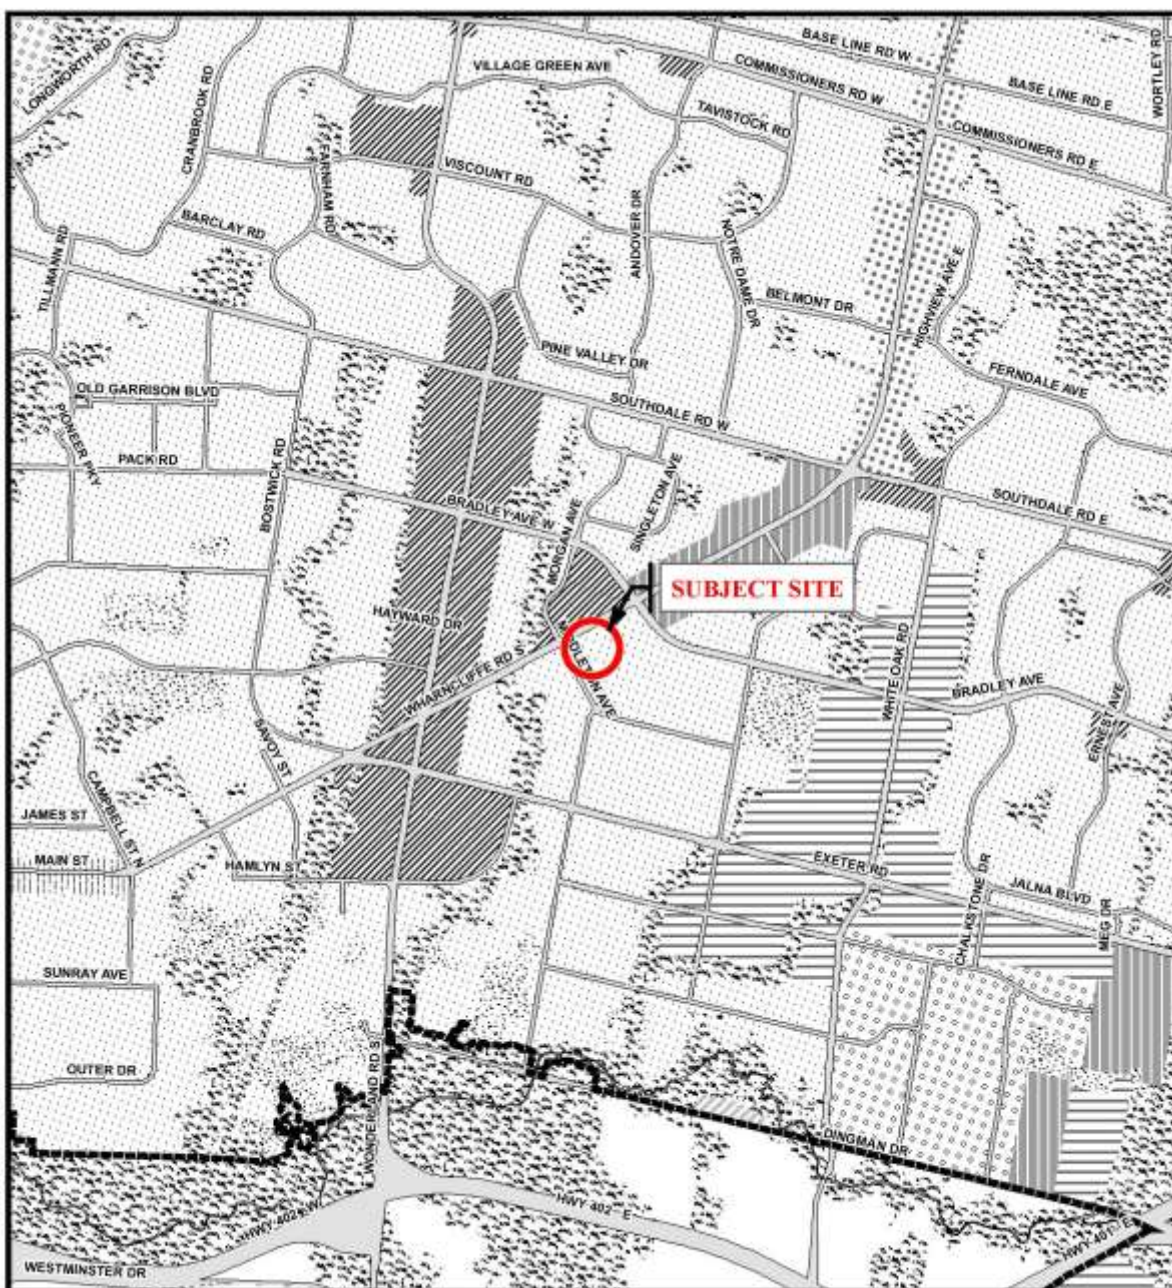 BASE LINE RD W
WORTLEY RD
LONGWORTH RD
VILLAGE GREEN AVE
COMMISSIONERS RD W
BASE LINE RD E
CRANBROOK RD
TAVISTOCK RD
COMMISSIONERS RD E
FARNHAM RD
VISCOUNT RD
BARCLAY RD
ANDOVER DR
NOTRE DAME DR
TILLMANN RD
HIGHVIEW AVE E
BELMONT DR
PINE VALLEY DR
FERNDALE AVE
OLD GARRISON BLVD
SOUTHDALE RD W
PIONEER PKY
PACK RD
BOSTWICK RD
SINGLETON AVE
SOUTHDALE RD E
BRADLEY AVE W
MORGAN AVE
SUBJECT SITE
HAYWARD DR
WHARNCLIFFE RD S
WHITE OAK RD
BRADLEY AVE
ERNEST AVE
SAVOY ST
CAMPBELL ST N
JAMES ST
MAIN ST
HAMLYN ST
EXETER RD
CHALKSTONE DR
JALNA BLVD
MEG DR
SUNRAY AVE
OUTER DR
DINGMAN DR
HWY 402 W
HWY 402 E
HWY 401 E
WESTMINSTER DR